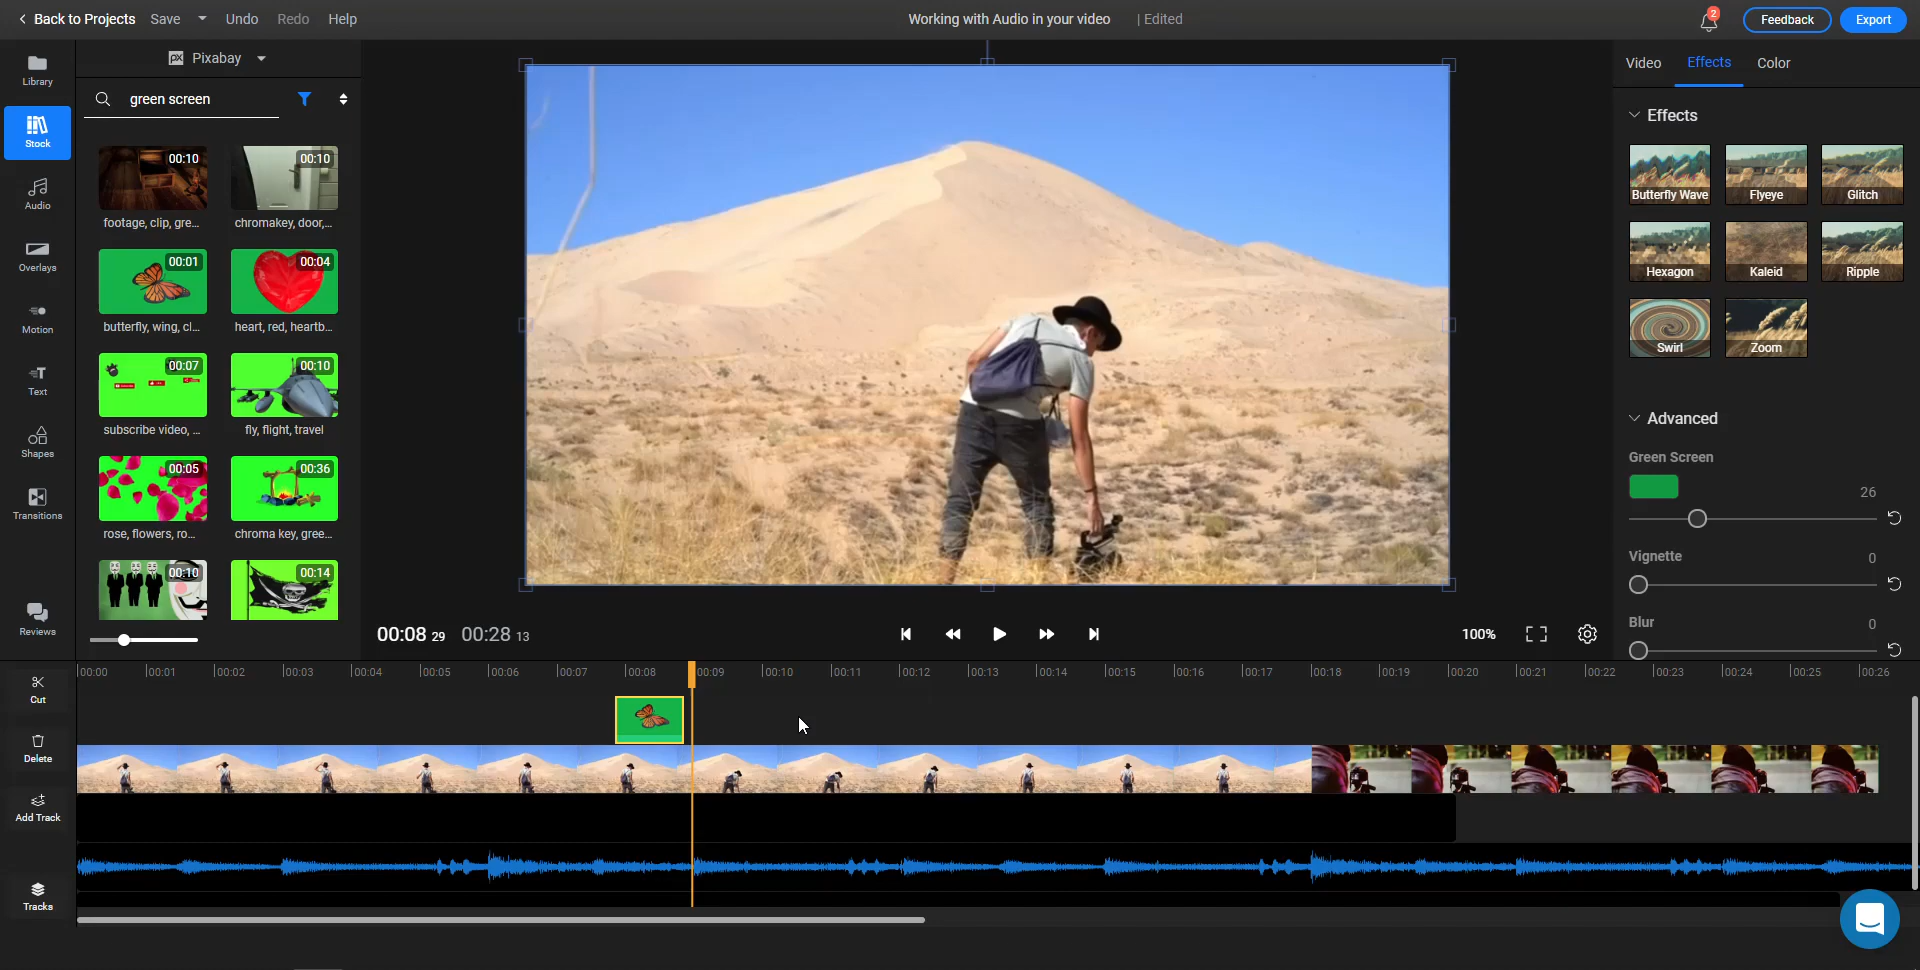 Back to Projects Save Undo Redo Help Working with Audio in your video | Edited 2 Feedback Export
Library
Stock
Audio
Overlays
Motion
Text
Shapes
Transitions
Reviews
px Pixabay
green screen
00:10 00:10
footage, clip, gre... chromakey, door,...
00:01 00:04
butterfly, wing, cl... heart, red, heartb...
00:07 00:10
subscribe video, ... fly, flight, travel
00:05 00:36
rose, flowers, ro... chroma key, gree...
00:10 00:14
00:08 29 00:28 13 100%
Video Effects Color
Effects
Butterfly Wave Flyeye Glitch
Hexagon Kaleid Ripple
Swirl Zoom
Advanced
Green Screen
26
Vignette 0
Blur 0
00:00 00:01 00:02 00:03 00:04 00:05 00:06 00:07 00:08 00:09 00:10 00:11 00:12 00:13 00:14 00:15 00:16 00:17 00:18 00:19 00:20 00:21 00:22 00:23 00:24 00:25 00:26
Cut
Delete
Add Track
Tracks